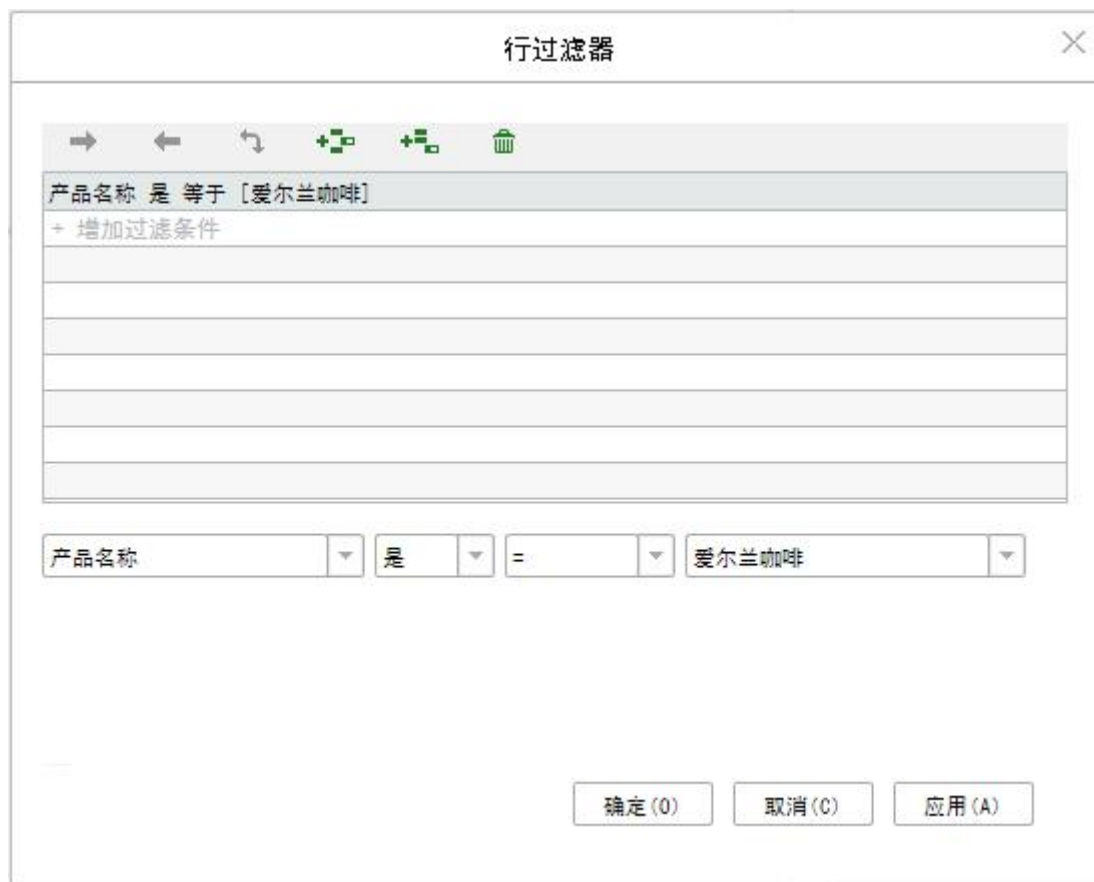 行过滤器
产品名称 是 等于 [爱尔兰咖啡]
+ 增加过滤条件
产品名称 是 = 爱尔兰咖啡
确定(O) 取消(C) 应用(A)